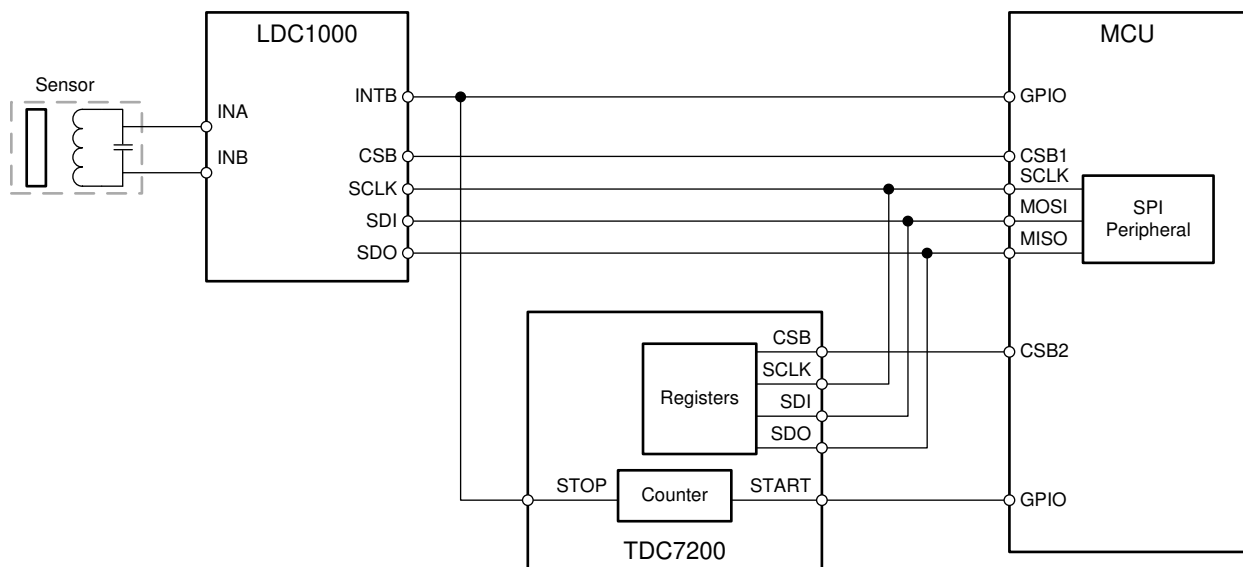 LDC1000
MCU
Sensor
INTB
GPIO
INA
CSB
CSB1
INB
SCLK
SCLK
SDI
MOSI
SPI
Peripheral
SDO
MISO
CSB
CSB2
SCLK
Registers
SDI
SDO
STOP
Counter
START
GPIO
TDC7200